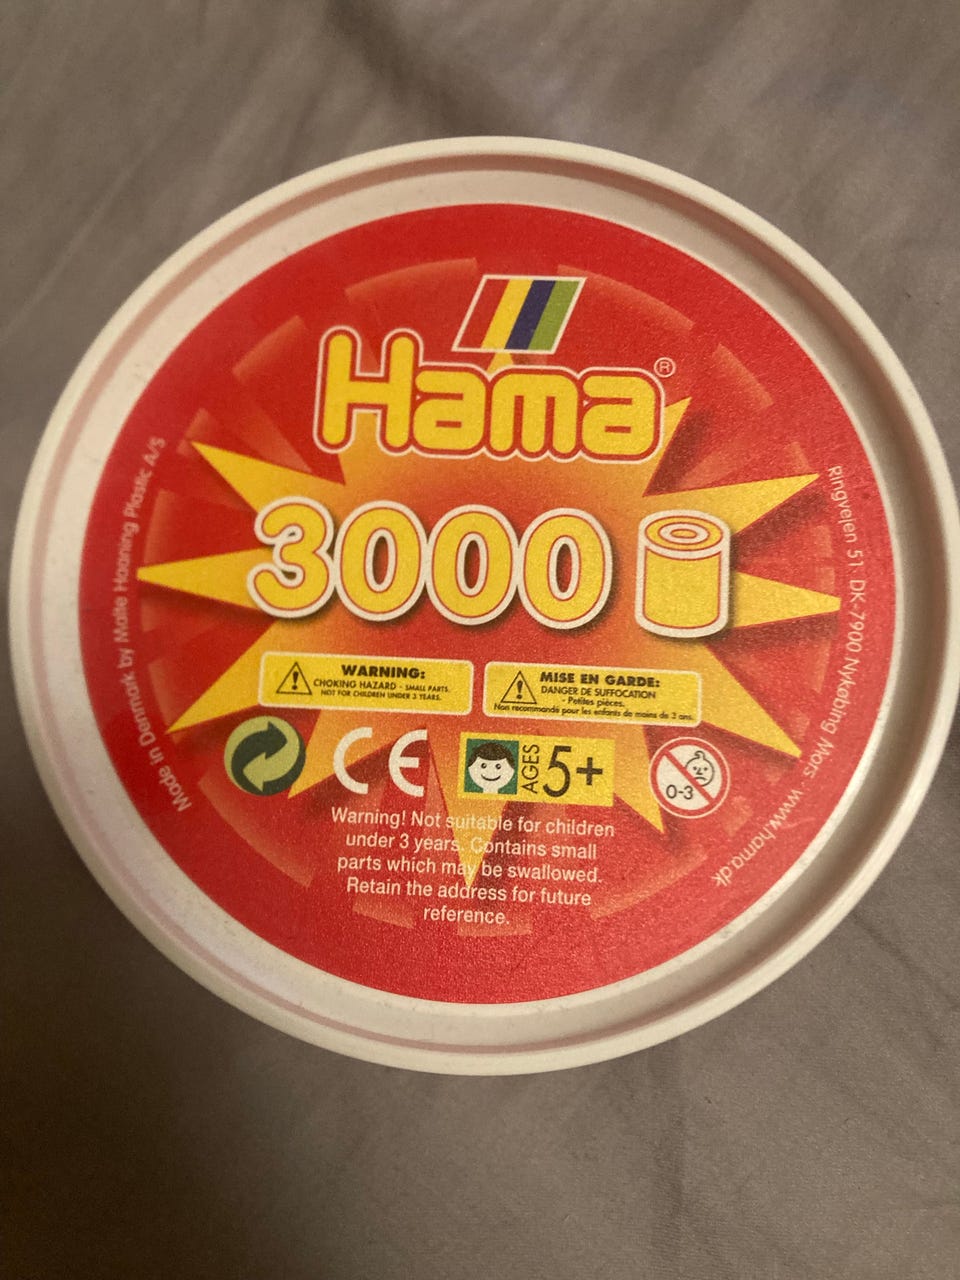 Hama®
3000
WARNING:
CHOKING HAZARD - SMALL PARTS.
NOT FOR CHILDREN UNDER 3 YEARS.
MISE EN GARDE:
DANGER DE SUFFOCATION
- Petites pièces.
Non recommandé pour les enfants de moins de 3 ans.
CE
AGES 5+
0-3
Warning! Not suitable for children
under 3 years. Contains small
parts which may be swallowed.
Retain the address for future
reference.
Made in Danmark by Malte Haaning Plastic A/S
Ringvejen 51 · DK-7900 Nykøbing Mors · www.hama.dk